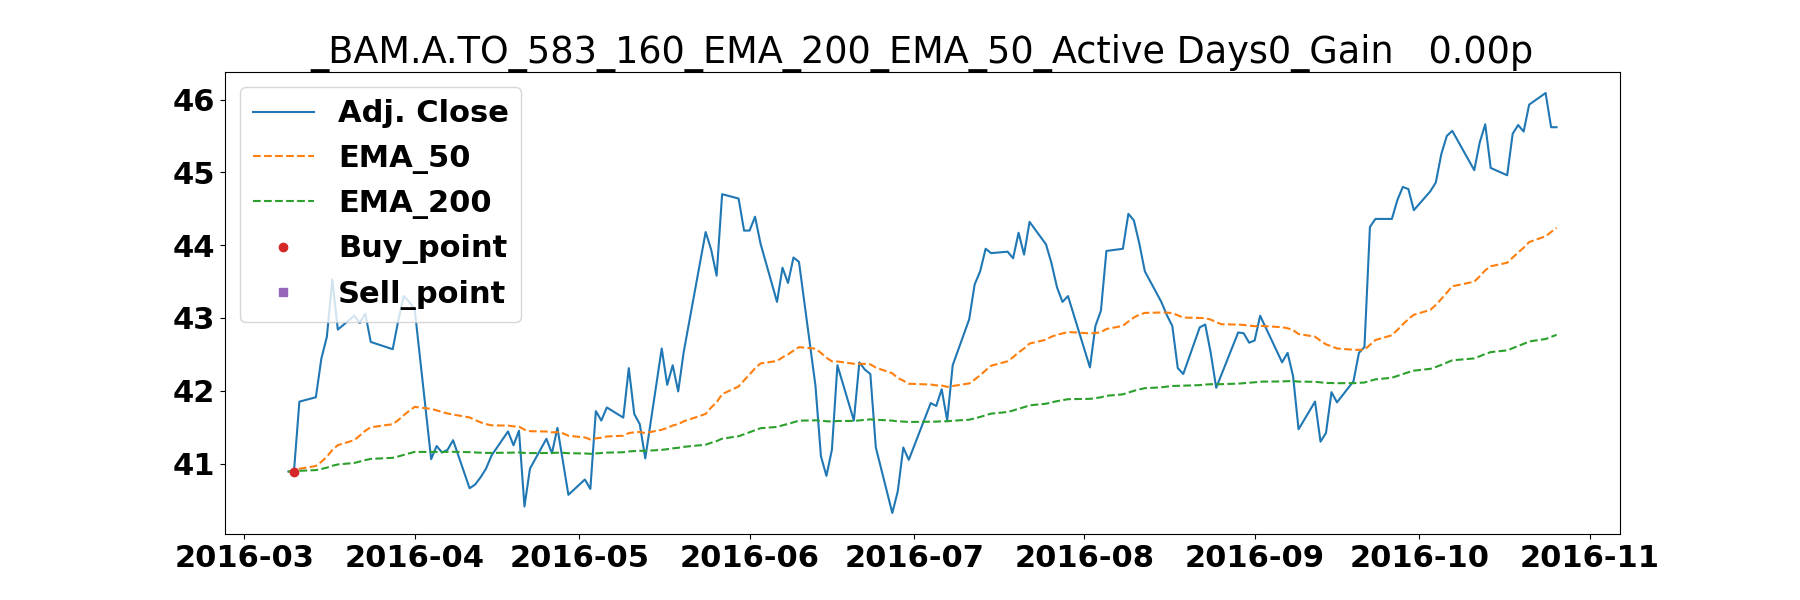 _BAM.A.TO_583_160_EMA_200_EMA_50_Active Days0_Gain   0.00p
46
45
44
43
42
41
Adj. Close
EMA_50
EMA_200
Buy_point
Sell_point
2016-03 2016-04 2016-05 2016-06 2016-07 2016-08 2016-09 2016-10 2016-11